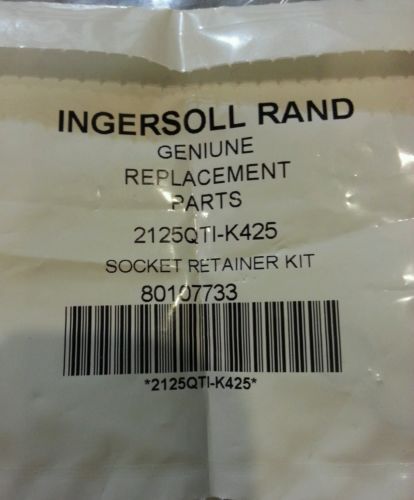 INGERSOLL RAND
GENIUNE
REPLACEMENT
PARTS
2125QTI-K425
SOCKET RETAINER KIT
80107733
*2125QTI-K425*